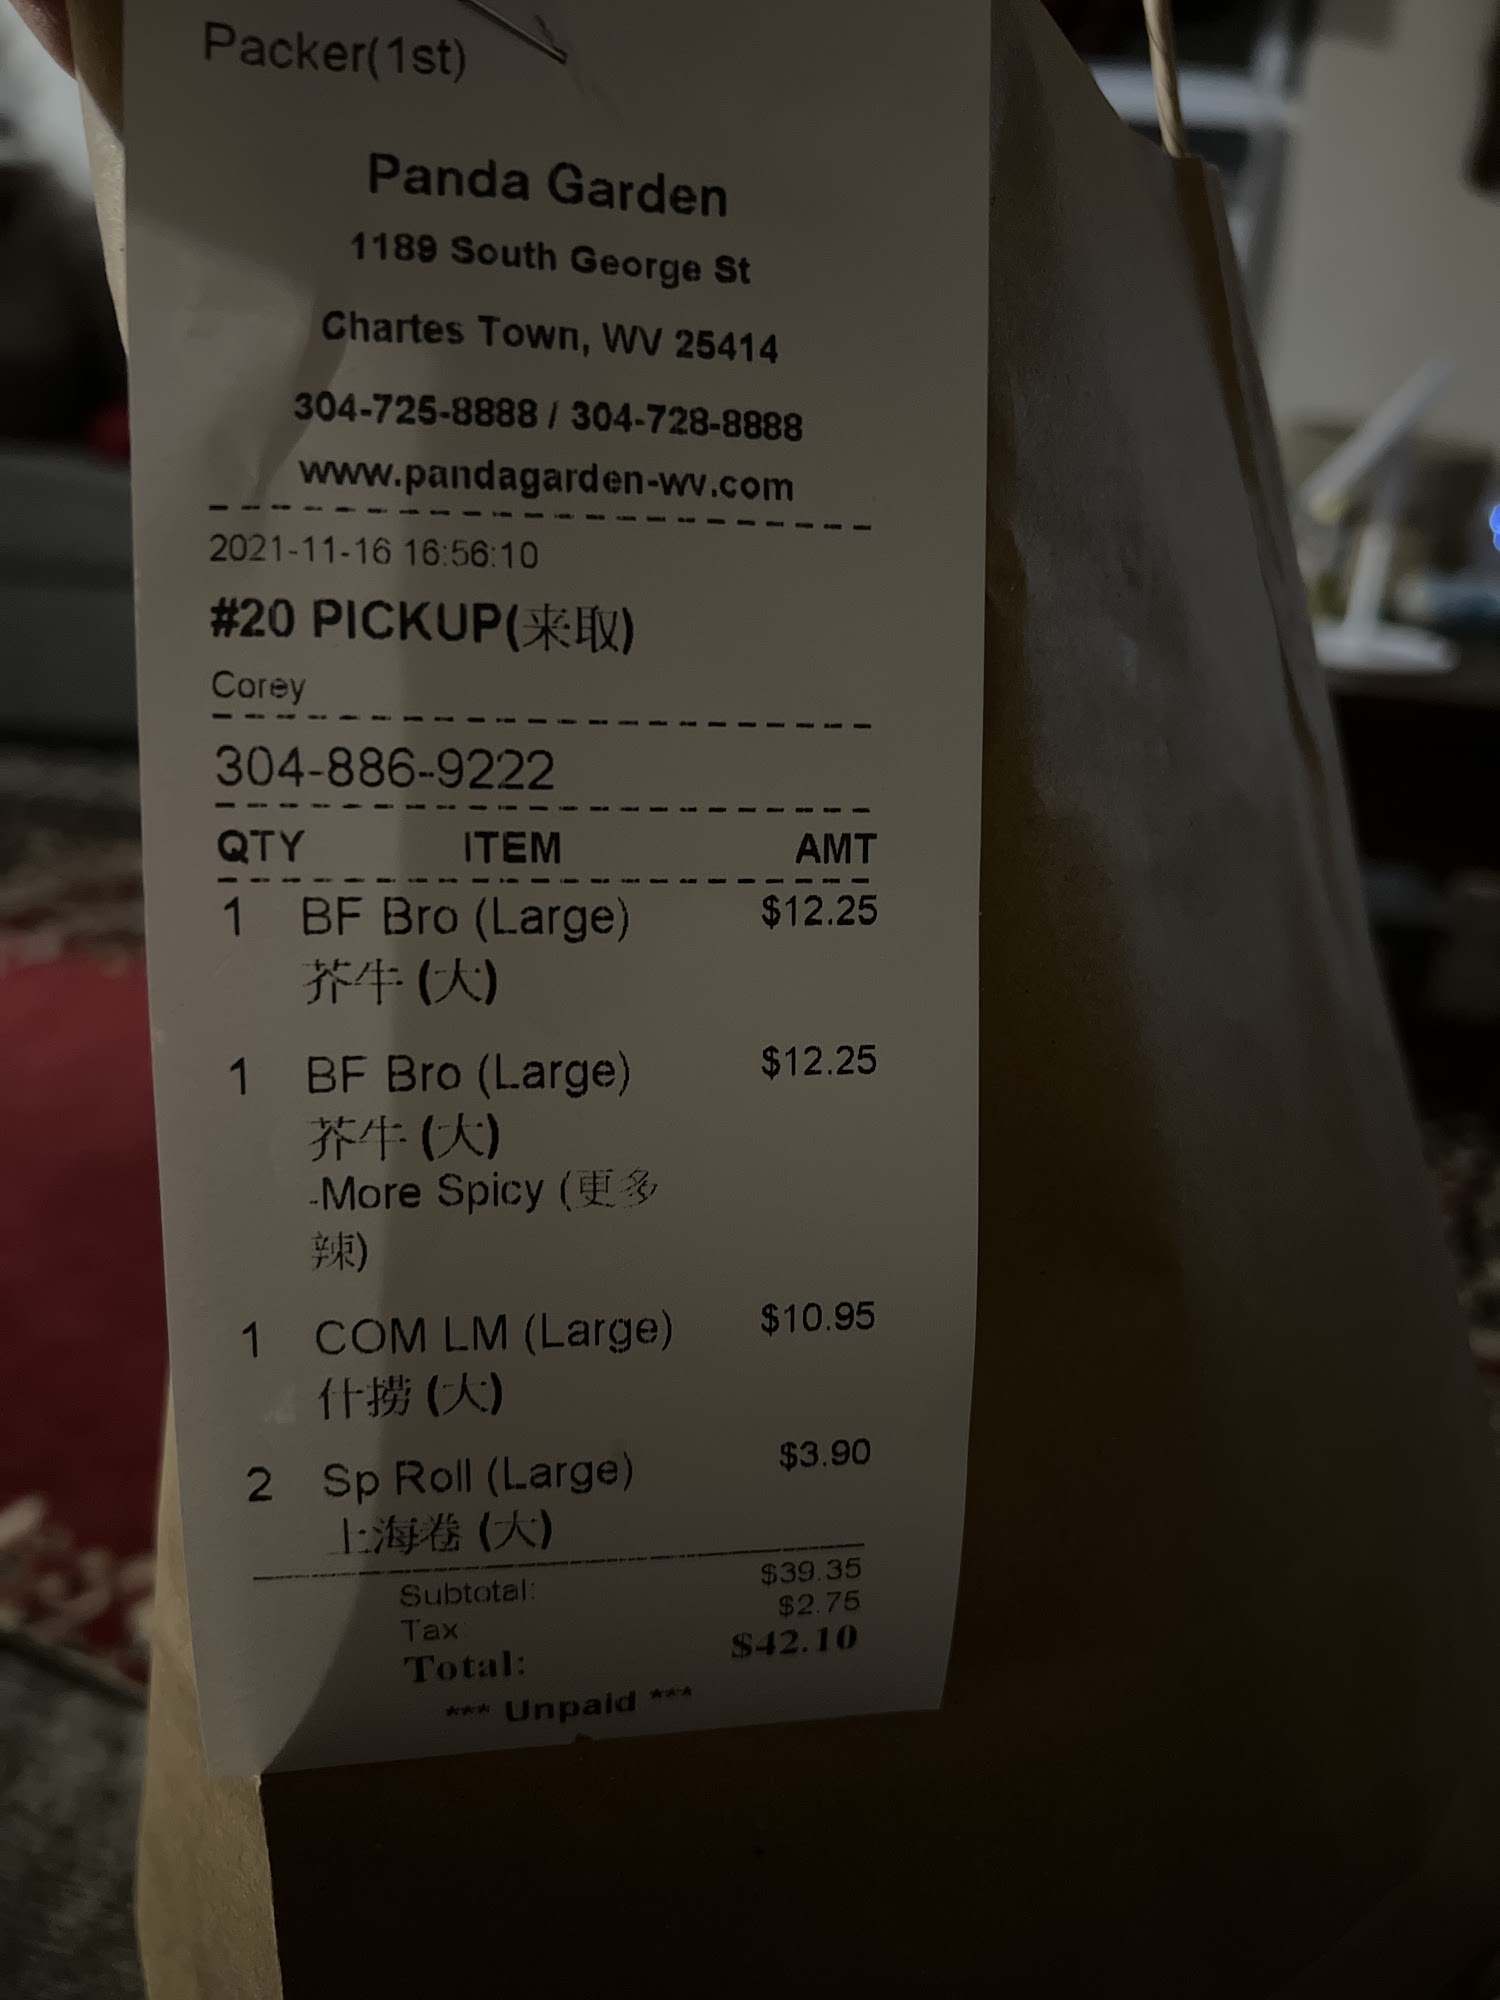 Packer(1st)
Panda Garden
1189 South George St
Chartes Town, WV 25414
304-725-8888 / 304-728-8888
www.pandagarden-wv.com
2021-11-16 16:56:10
#20 PICKUP(来取)
Corey
304-886-9222
QTY ITEM AMT
1 BF Bro (Large) $12.25
芥牛 (大)
1 BF Bro (Large) $12.25
芥牛 (大)
-More Spicy (更多
辣)
1 COM LM (Large) $10.95
什捞 (大)
2 Sp Roll (Large) $3.90
上海卷 (大)
Subtotal: $39.35
Tax $2.75
Total: $42.10
*** Unpaid ***